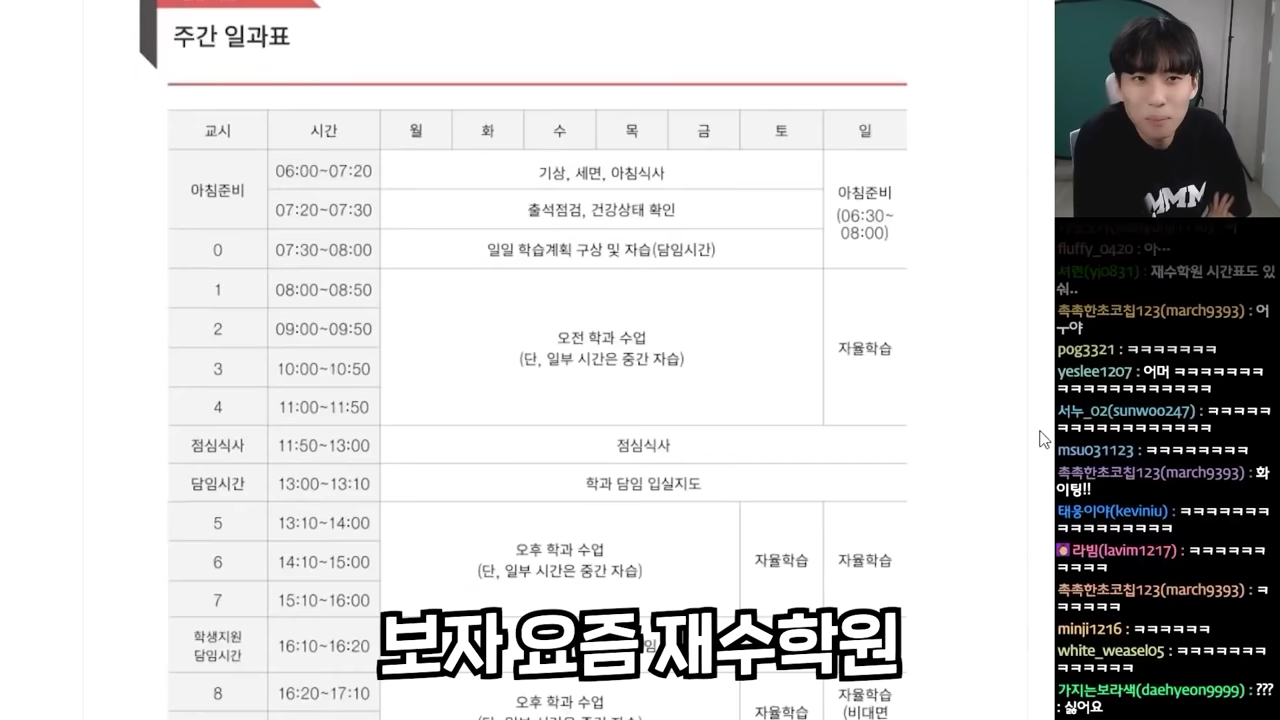 주간 일과표
교시 시간 월 화 수 목 금 토 일
아침준비 06:00~07:20 기상, 세면, 아침식사
07:20~07:30 출석점검, 건강상태 확인
아침준비
(06:30~
08:00)
0 07:30~08:00 일일 학습계획 구상 및 자습(담임시간)
1 08:00~08:50
2 09:00~09:50
3 10:00~10:50
4 11:00~11:50
오전 학과 수업
(단, 일부 시간은 중간 자습)
자율학습
점심식사 11:50~13:00 점심식사
담임시간 13:00~13:10 학과 담임 입실지도
5 13:10~14:00
6 14:10~15:00
7 15:10~16:00
오후 학과 수업
(단, 일부 시간은 중간 자습)
자율학습
자율학습
학생지원
담임시간
16:10~16:20
8 16:20~17:10
오후 학과 수업
자율학습
자율학습
(비대면
보자 요즘 재수학원
MMM
fluffy_0420 : 아…
셔련(yj0831) : 재수학원 시간표도 있
숴..
촉촉한초코칩123(march9393) : 어
ㅜ야
pog3321 : ㅋㅋㅋㅋㅋㅋㅋ
yeslee1207 : 어머 ㅋㅋㅋㅋㅋㅋㅋ
ㅋㅋㅋㅋㅋㅋㅋㅋㅋㅋㅋㅋ
서누_02(sunwoo247) : ㅋㅋㅋㅋㅋ
ㅋㅋㅋㅋㅋㅋㅋㅋㅋㅋㅋㅋ
msu031123 : ㅋㅋㅋㅋㅋㅋㅋㅋ
촉촉한초코칩123(march9393) : 화
이팅!!
태웅이야(keviniu) : ㅋㅋㅋㅋㅋㅋㅋ
ㅋㅋㅋㅋㅋㅋㅋㅋㅋ
라빔(lavim1217) : ㅋㅋㅋㅋㅋㅋ
ㅋㅋㅋㅋ
촉촉한초코칩123(march9393) : ㅋ
ㅋㅋㅋㅋㅋ
minji1216 : ㅋㅋㅋㅋㅋㅋ
white_weasel05 : ㅋㅋㅋㅋㅋㅋㅋ
ㅋㅋㅋㅋㅋㅋ
가지는보라색(daehyeon9999) : ???
: 싫어요